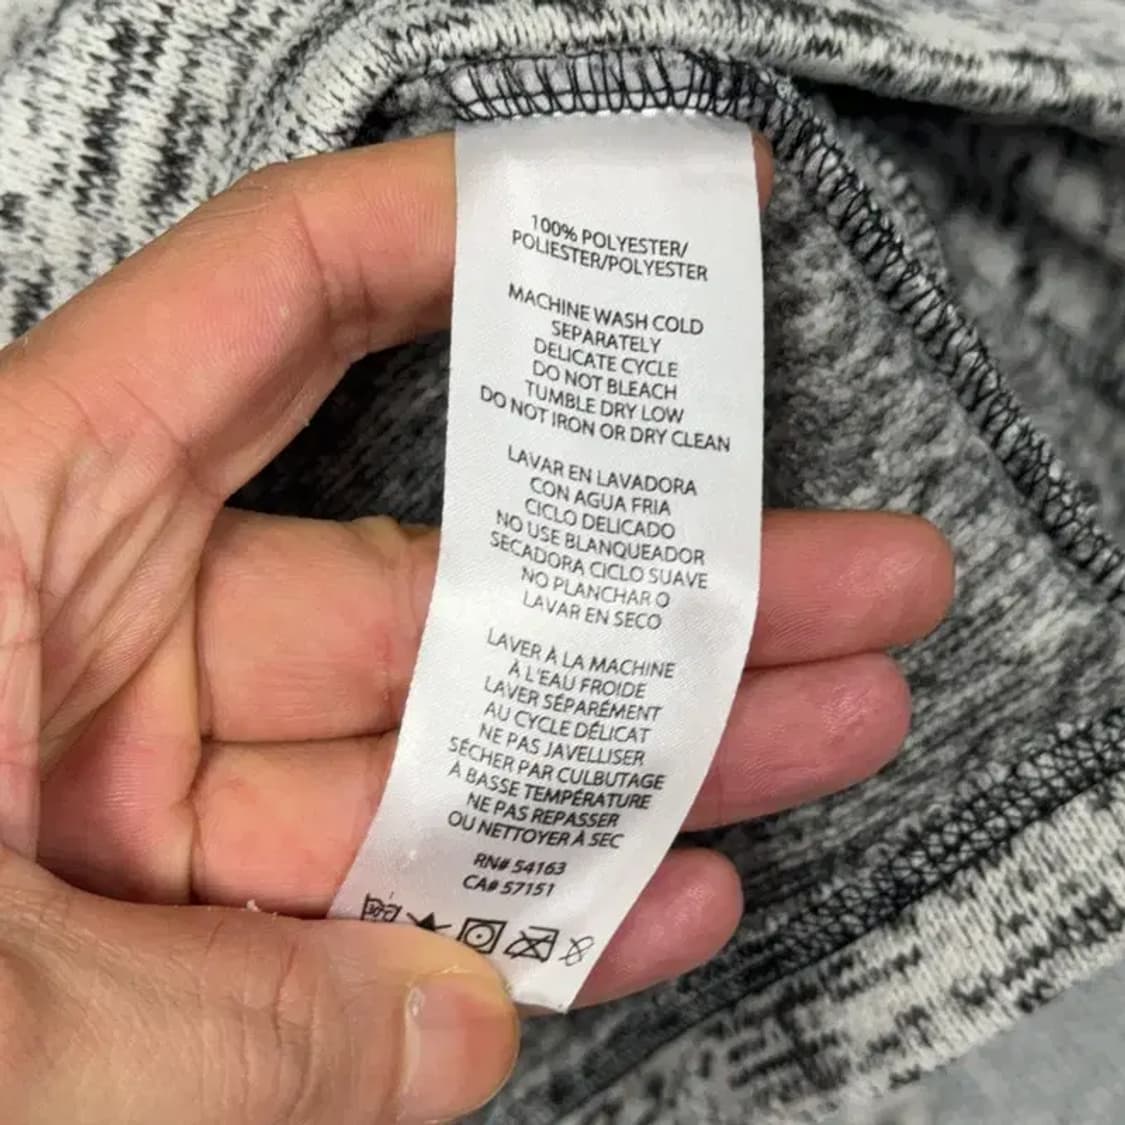 100% POLYESTER/
POLIESTER/POLYESTER
MACHINE WASH COLD
SEPARATELY
DELICATE CYCLE
DO NOT BLEACH
TUMBLE DRY LOW
DO NOT IRON OR DRY CLEAN
LAVAR EN LAVADORA
CON AGUA FRIA
CICLO DELICADO
NO USE BLANQUEADOR
SECADORA CICLO SUAVE
NO PLANCHAR O
LAVAR EN SECO
LAVER À LA MACHINE
À L'EAU FROIDE
LAVER SÉPARÉMENT
AU CYCLE DÉLICAT
NE PAS JAVELLISER
SÉCHER PAR CULBUTAGE
À BASSE TEMPÉRATURE
NE PAS REPASSER
OU NETTOYER À SEC
RN# 54163
CA# 57151
30°C